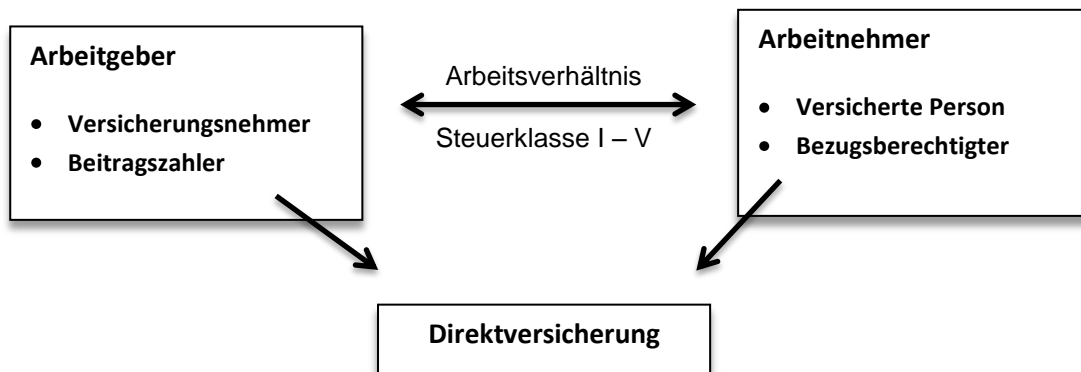 Arbeitgeber
• Versicherungsnehmer
• Beitragszahler
Arbeitsverhältnis
Steuerklasse I – V
Arbeitnehmer
• Versicherte Person
• Bezugsberechtigter
Direktversicherung